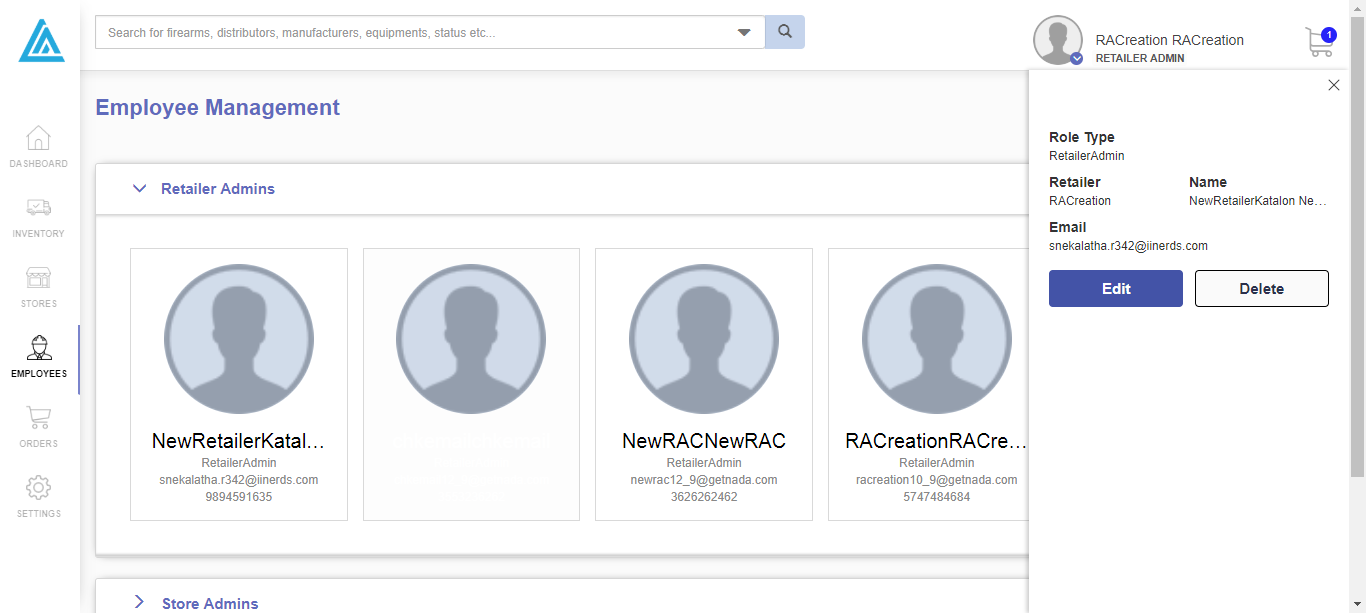 Search for firearms, distributors, manufacturers, equipments, status etc...
RACreation RACreation
RETAILER ADMIN
1
Employee Management
DASHBOARD
INVENTORY
STORES
EMPLOYEES
ORDERS
SETTINGS
Retailer Admins
NewRetailerKatal...
RetailerAdmin
snekalatha.r342@iinerds.com
9894591635
NewRACNewRAC
RetailerAdmin
newrac12_9@getnada.com
3626262462
RACreationRACre...
RetailerAdmin
racreation10_9@getnada.com
5747484684
Store Admins
Role Type
RetailerAdmin
Retailer
RACreation
Name
NewRetailerKatalon Ne...
Email
snekalatha.r342@iinerds.com
Edit
Delete